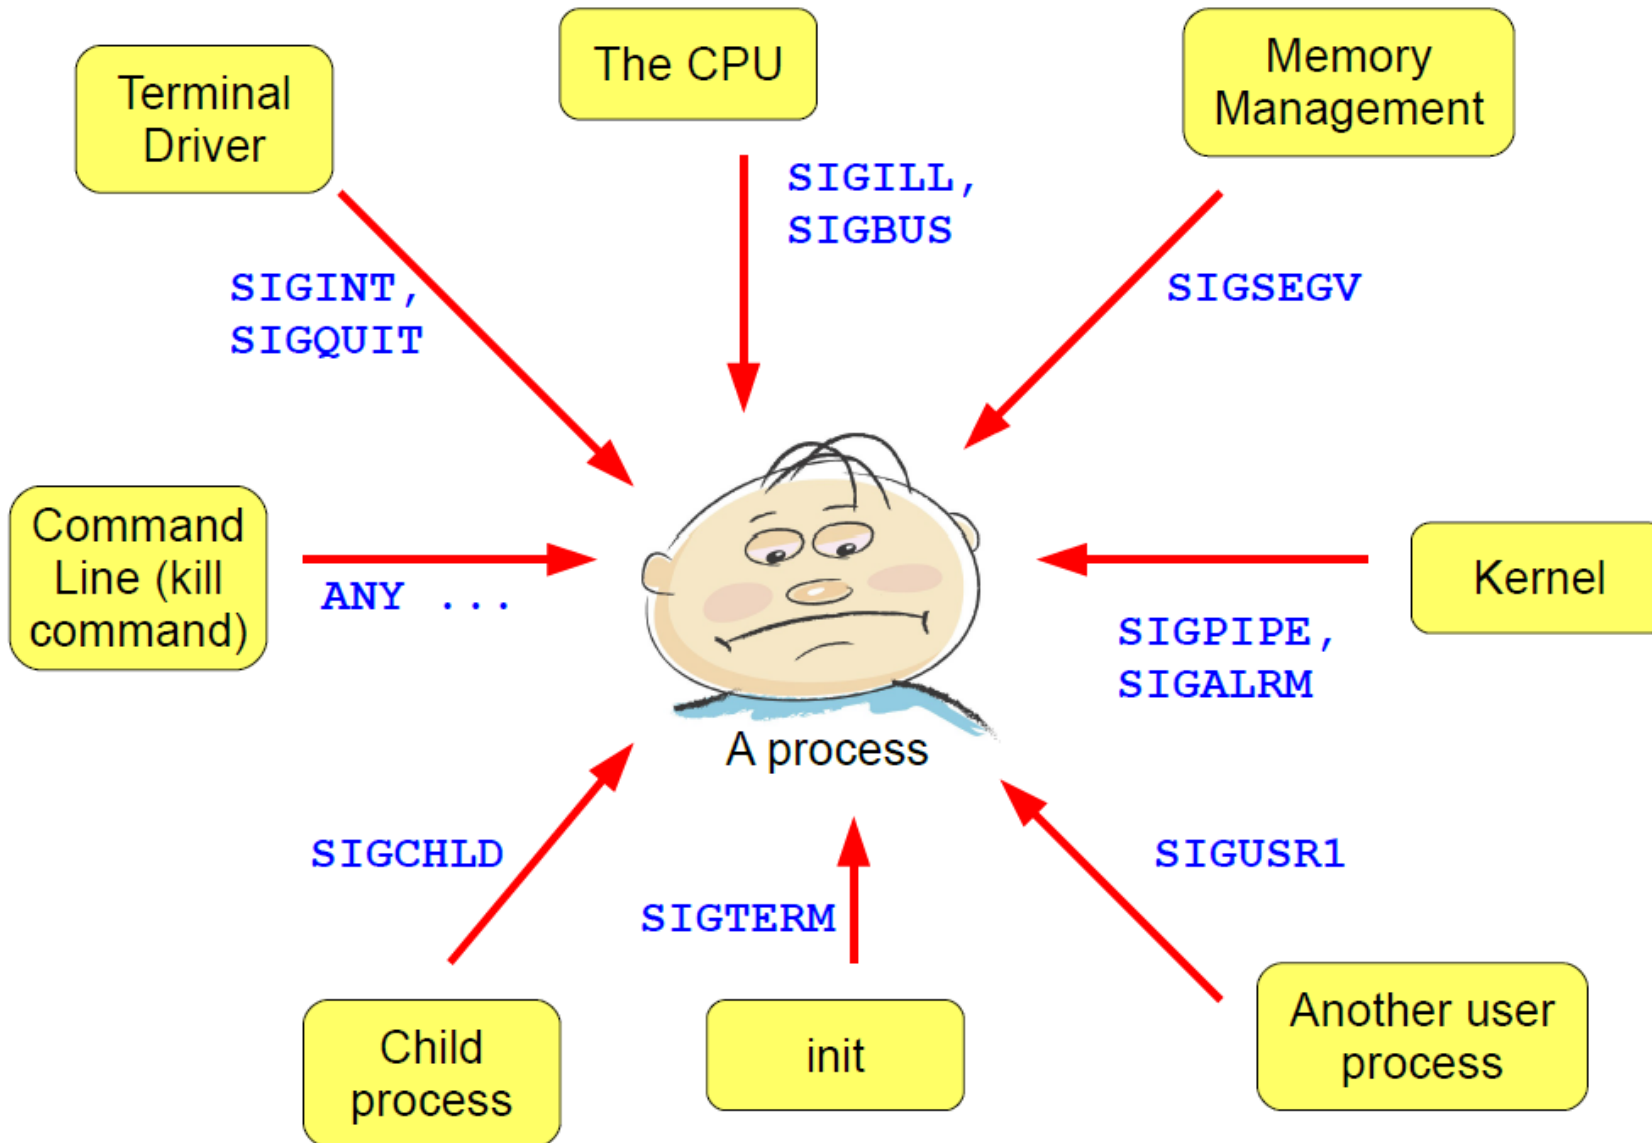 The CPU
Memory
Management
Terminal
Driver
SIGILL,
SIGBUS
SIGINT,
SIGQUIT
SIGSEGV
Command
Line (kill
command)
ANY ...
Kernel
SIGPIPE,
SIGALRM
A process
SIGCHLD
SIGTERM
SIGUSR1
Child
process
init
Another user
process